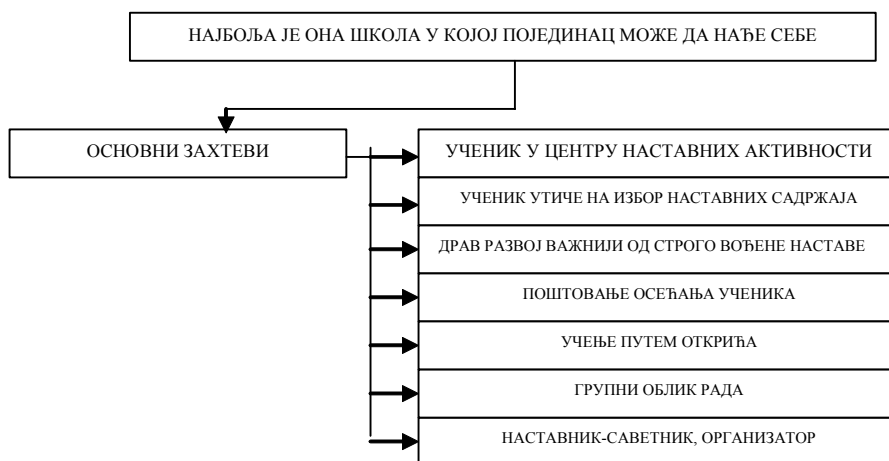 НАЈБОЉА ЈЕ ОНА ШКОЛА У КОЈОЈ ПОЈЕДИНАЦ МОЖЕ ДА НАЂЕ СЕБЕ
ОСНОВНИ ЗАХТЕВИ
УЧЕНИК У ЦЕНТРУ НАСТАВНИХ АКТИВНОСТИ
УЧЕНИК УТИЧЕ НА ИЗБОР НАСТАВНИХ САДРЖАЈА
ДРАВ РАЗВОЈ ВАЖНИЈИ ОД СТРОГО ВОЂЕНЕ НАСТАВЕ
ПОШТОВАЊЕ ОСЕЋАЊА УЧЕНИКА
УЧЕЊЕ ПУТЕМ ОТКРИЋА
ГРУПНИ ОБЛИК РАДА
НАСТАВНИК-САВЕТНИК, ОРГАНИЗАТОР